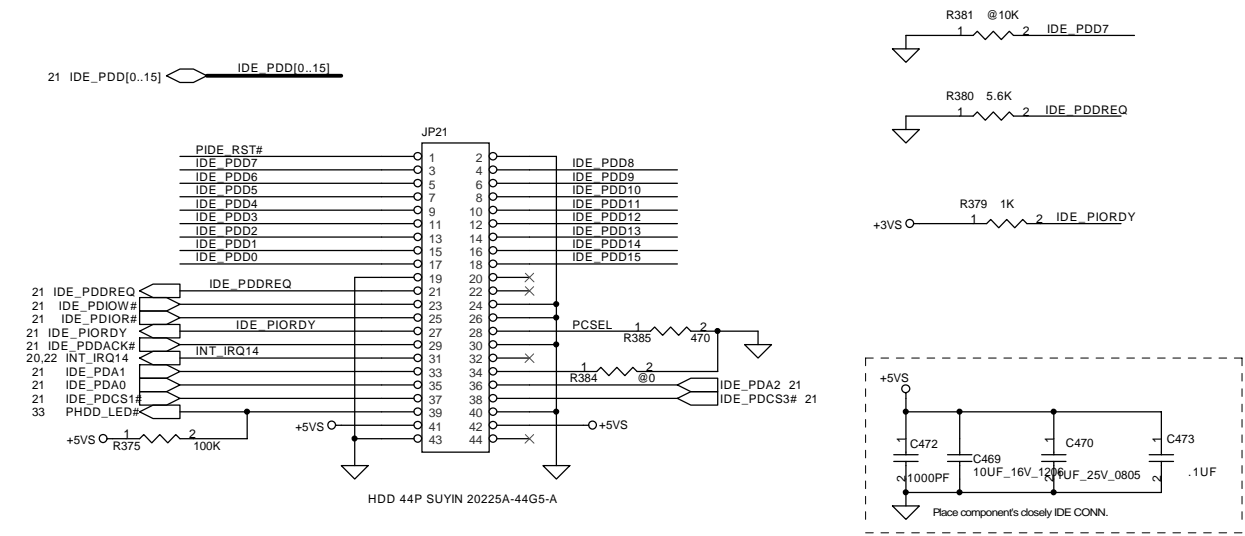 R381 @10K
1 2 IDE_PDD7
21 IDE_PDD[0..15] IDE_PDD[0..15]
R380 5.6K
1 2 IDE_PDDREQ
R379 1K
+3VS 1 2 IDE_PIORDY
JP21
PIDE_RST# 1 2
IDE_PDD7 3 4 IDE_PDD8
IDE_PDD6 5 6 IDE_PDD9
IDE_PDD5 7 8 IDE_PDD10
IDE_PDD4 9 10 IDE_PDD11
IDE_PDD3 11 12 IDE_PDD12
IDE_PDD2 13 14 IDE_PDD13
IDE_PDD1 15 16 IDE_PDD14
IDE_PDD0 17 18 IDE_PDD15
19 20
21 IDE_PDDREQ IDE_PDDREQ 21 22
21 IDE_PDIOW# 23 24
21 IDE_PDIOR# 25 26
21 IDE_PIORDY IDE_PIORDY 27 28 PCSEL 1 2
R385 470
21 IDE_PDDACK# 29 30
20,22 INT_IRQ14 INT_IRQ14 31 32
21 IDE_PDA1 33 34 1 2
R384 @0
21 IDE_PDA0 35 36 IDE_PDA2 21
21 IDE_PDCS1# 37 38 IDE_PDCS3# 21
33 PHDD_LED# 39 40
+5VS 41 42 +5VS
+5VS 1 2 43 44
R375 100K
HDD 44P SUYIN 20225A-44G5-A
+5VS
1 C472 1 C470 1 C473
C469
2 1000PF 10UF_16V_1206 2 1UF_25V_0805 2 .1UF
Place component's closely IDE CONN.